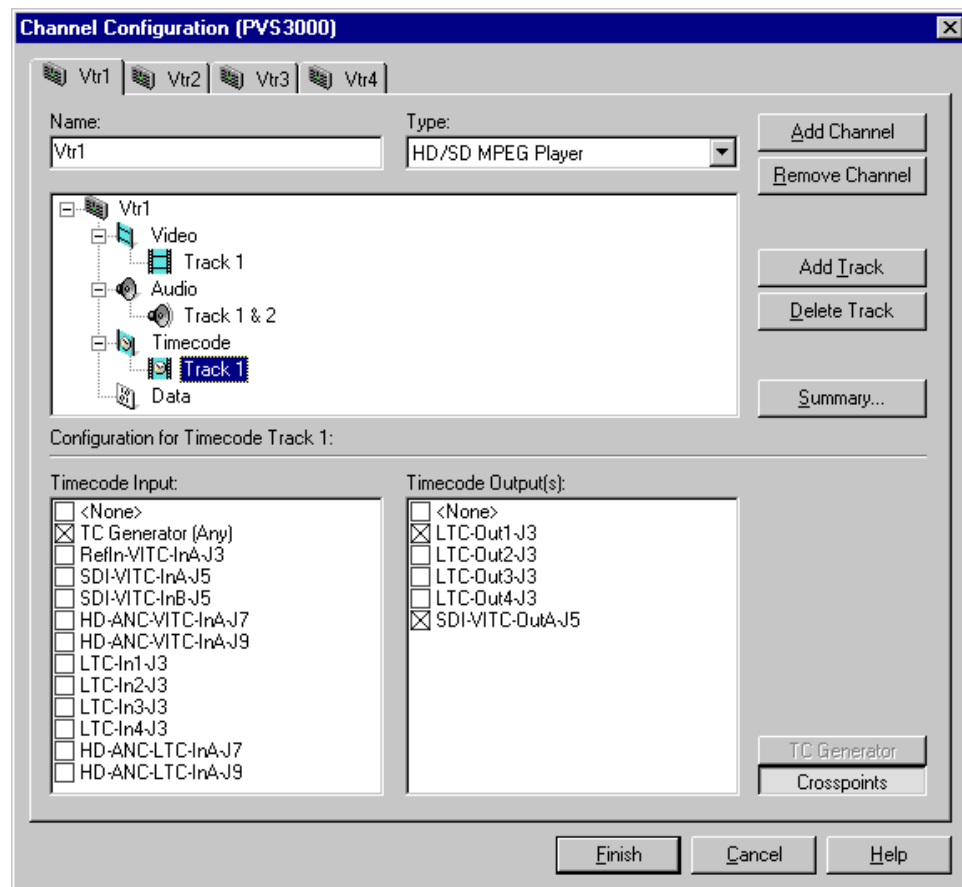 Channel Configuration (PVS3000)
Vtr1 Vtr2 Vtr3 Vtr4
Name:
Vtr1
Type:
HD/SD MPEG Player
Add Channel
Remove Channel
Vtr1
Video
Track 1
Audio
Track 1 & 2
Timecode
Track 1
Data
Add Track
Delete Track
Summary...
Configuration for Timecode Track 1:
Timecode Input:
<None>
TC Generator (Any)
RefIn-VITC-InA-J3
SDI-VITC-InA-J5
SDI-VITC-InB-J5
HD-ANC-VITC-InA-J7
HD-ANC-VITC-InA-J9
LTC-In1-J3
LTC-In2-J3
LTC-In3-J3
LTC-In4-J3
HD-ANC-LTC-InA-J7
HD-ANC-LTC-InA-J9
Timecode Output(s):
<None>
LTC-Out1-J3
LTC-Out2-J3
LTC-Out3-J3
LTC-Out4-J3
SDI-VITC-OutA-J5
TC Generator
Crosspoints
Finish
Cancel
Help